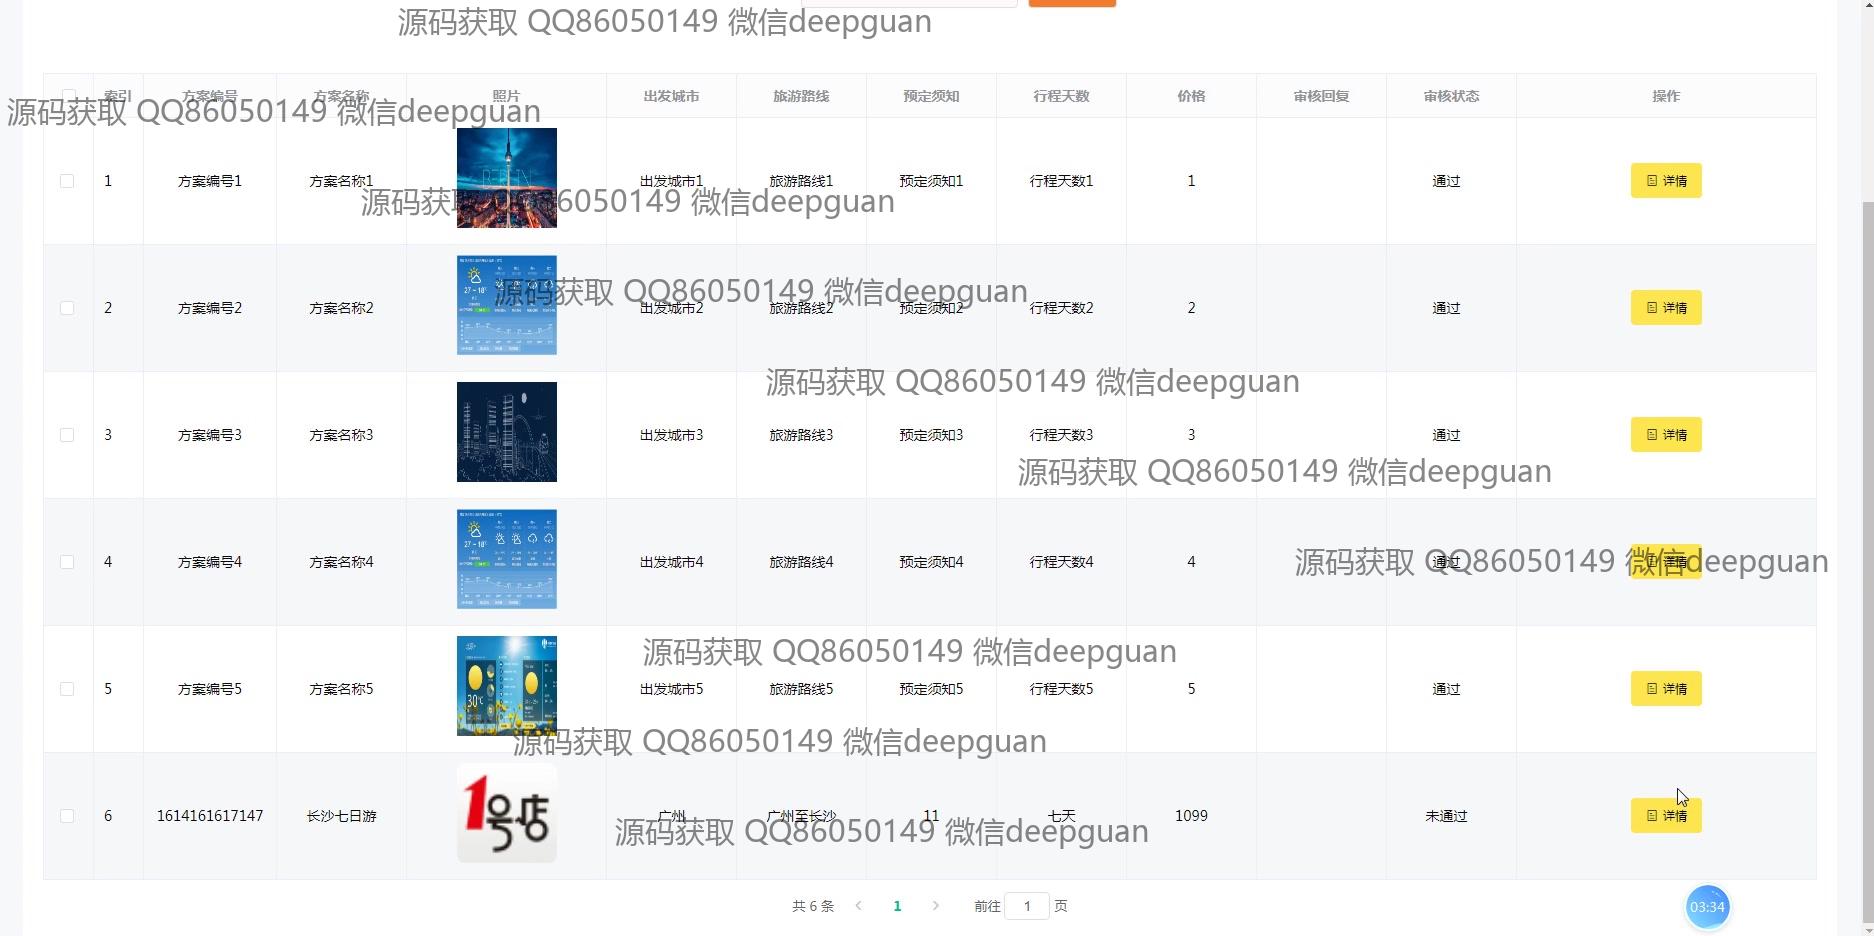 源码获取 QQ86050149 微信deepguan
索引 方案编号 方案名称 照片 出发城市 旅游路线 预定须知 行程天数 价格 审核回复 审核状态 操作
源码获取 QQ86050149 微信deepguan
1 方案编号1 方案名称1 BERLIN 出发城市1 旅游路线1 预定须知1 行程天数1 1 通过 详情
源码获取 QQ86050149 微信deepguan
源码获取 QQ86050149 微信deepguan
2 方案编号2 方案名称2 出发城市2 旅游路线2 预定须知2 行程天数2 2 通过 详情
源码获取 QQ86050149 微信deepguan
3 方案编号3 方案名称3 出发城市3 旅游路线3 预定须知3 行程天数3 3 通过 详情
源码获取 QQ86050149 微信deepguan
4 方案编号4 方案名称4 出发城市4 旅游路线4 预定须知4 行程天数4 4 通过 详情
源码获取 QQ86050149 微信deepguan
源码获取 QQ86050149 微信deepguan
5 方案编号5 方案名称5 30℃ 出发城市5 旅游路线5 预定须知5 行程天数5 5 通过 详情
源码获取 QQ86050149 微信deepguan
6 1614161617147 长沙七日游 1号店 广州 广州至长沙 11 七天 1099 未通过 详情
源码获取 QQ86050149 微信deepguan
共 6 条 1 前往 1 页
03:34